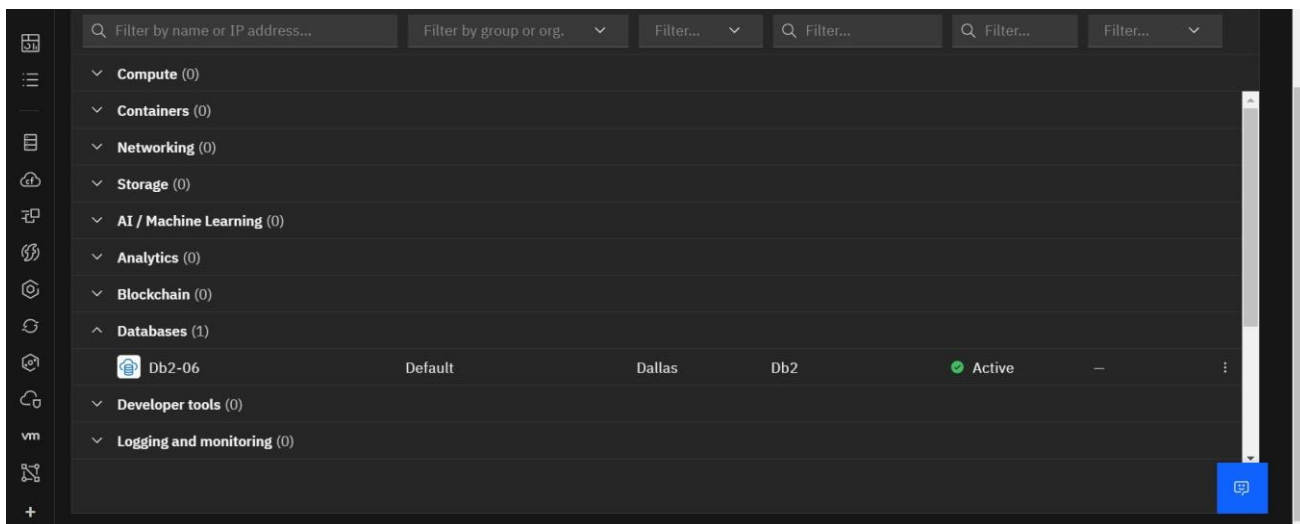 Filter by name or IP address... Filter by group or org. Filter... Filter... Filter... Filter...
Compute (0)
Containers (0)
Networking (0)
Storage (0)
AI / Machine Learning (0)
Analytics (0)
Blockchain (0)
Databases (1)
Db2-06 Default Dallas Db2 Active —
Developer tools (0)
vm
Logging and monitoring (0)